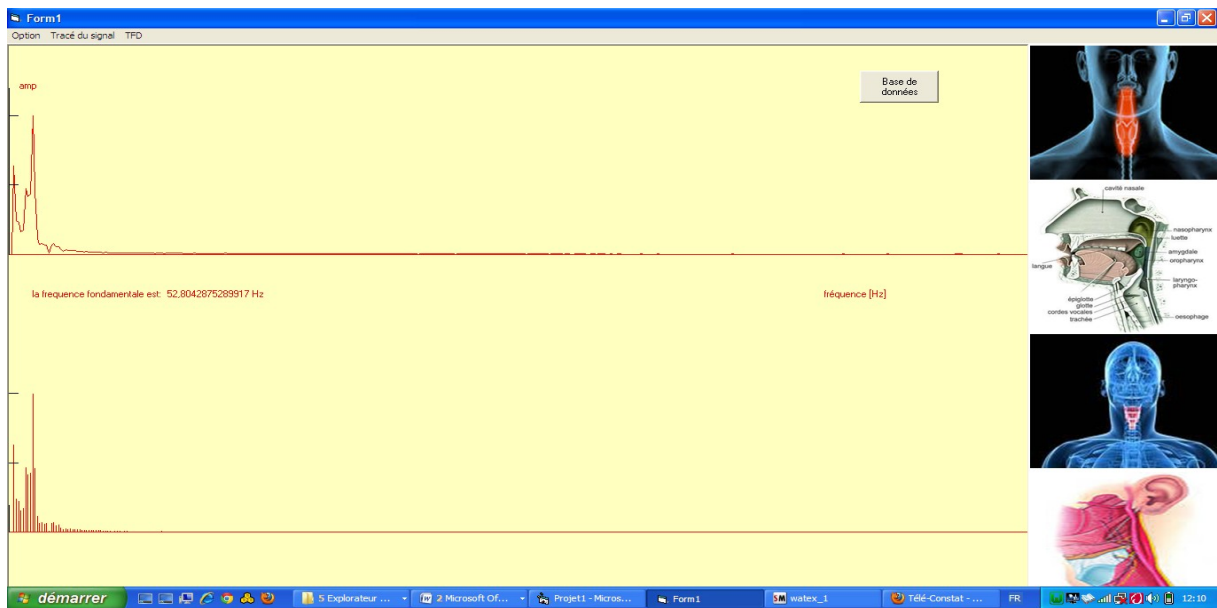 Form1
Option Tracé du signal TFD
amp
Base de
données
la frequence fondamentale est: 52,8042875289917 Hz
fréquence [Hz]
cavité nasale
nasopharynx
luette
amygdale
oropharynx
langue
laryngo-
pharynx
épiglotte
glotte
cordes vocales
trachée
oesophage
démarrer
5 Explorateur ...
2 Microsoft Of...
Projet1 - Micros...
Form1
watex_1
Télé-Constat - ...
FR
12:10